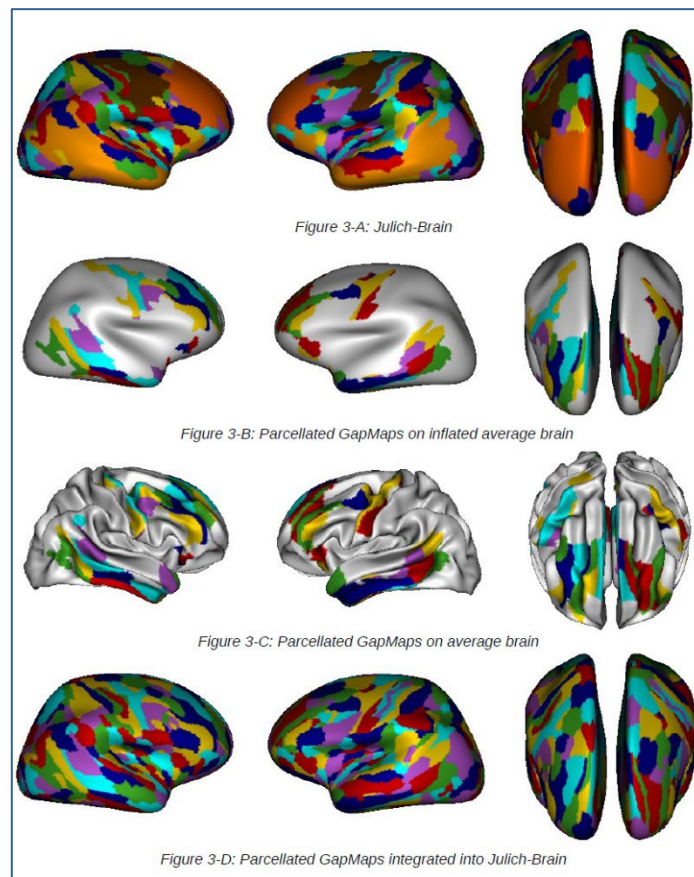 Figure 3-A: Julich-Brain
Figure 3-B: Parcellated GapMaps on inflated average brain
Figure 3-C: Parcellated GapMaps on average brain
Figure 3-D: Parcellated GapMaps integrated into Julich-Brain